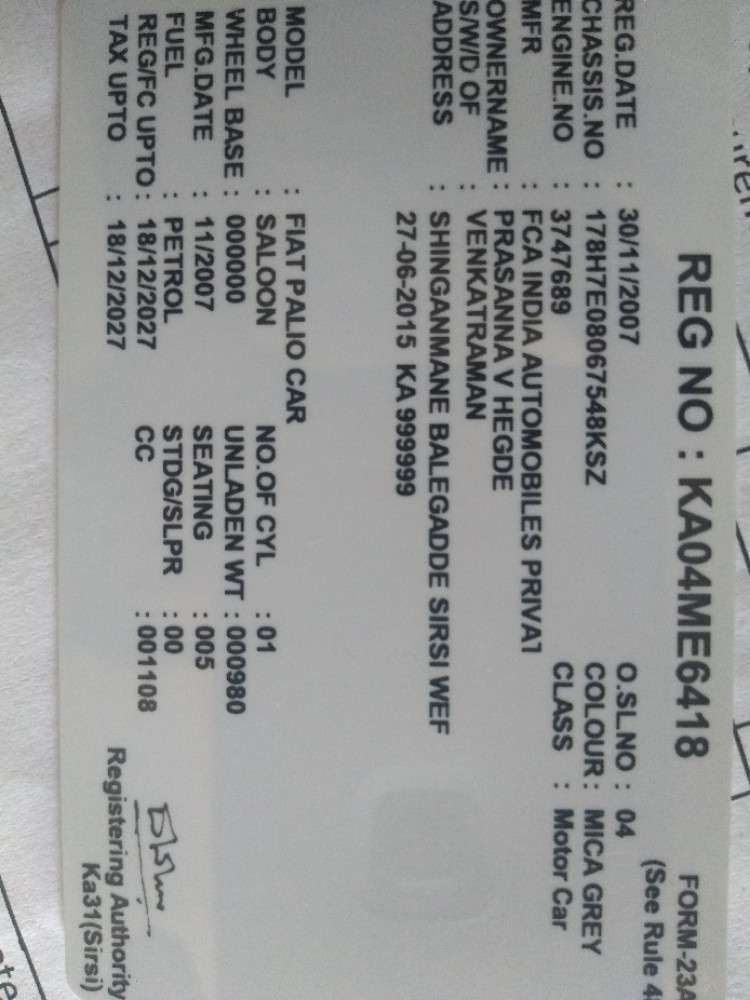 FORM-23A
REG NO : KA04ME6418 (See Rule 4
REG.DATE : 30/11/2007 O.SL.NO : 04
CHASSIS.NO : 178H7E08067548KSZ COLOUR : MICA GREY
ENGINE.NO : 3747689 CLASS : Motor Car
MFR : FCA INDIA AUTOMOBILES PRIVAT
OWNERNAME : PRASANNA V HEGDE
S/W/D OF : VENKATRAMAN
ADDRESS : SHINGANMANE BALEGADDE SIRSI WEF
27-06-2015 KA 999999
MODEL : FIAT PALIO CAR
BODY : SALOON NO.OF CYL : 01
WHEEL BASE : 000000 UNLADEN WT : 000980
MFG.DATE : 11/2007 SEATING : 005
FUEL : PETROL STDG/SLPR : 00
REG/FC UPTO : 18/12/2027 CC : 001108
TAX UPTO : 18/12/2027
Registering Authority
Ka31(Sirsi)